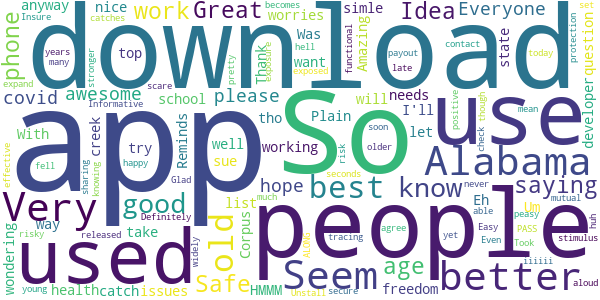 anyway nice work Great simle Idea Everyone
catches worries Was
download
phone Insure top thank want Amazing state question
years many stronger hell exposure exposed functional payout late contact set today protection
expand pretty becomes scare
covid awesome school please will needs developer
Informative Reminds
app So use
With creek tho Plain I'll positive
try well working let though
effective fell happy sue soon check mean
sharing knowing risk older
Alabama
hope best know saying
Glad seconds never
Very good list Eh Um
Definitely much agree able Easy peasy mutual huh
way take Corpus tracing yet Even PASS stimulus
wondering risky released widely old Safe people Took iiiiii
used Seem better
health catch issues age HMMM freedom
young Unstall secure aloud